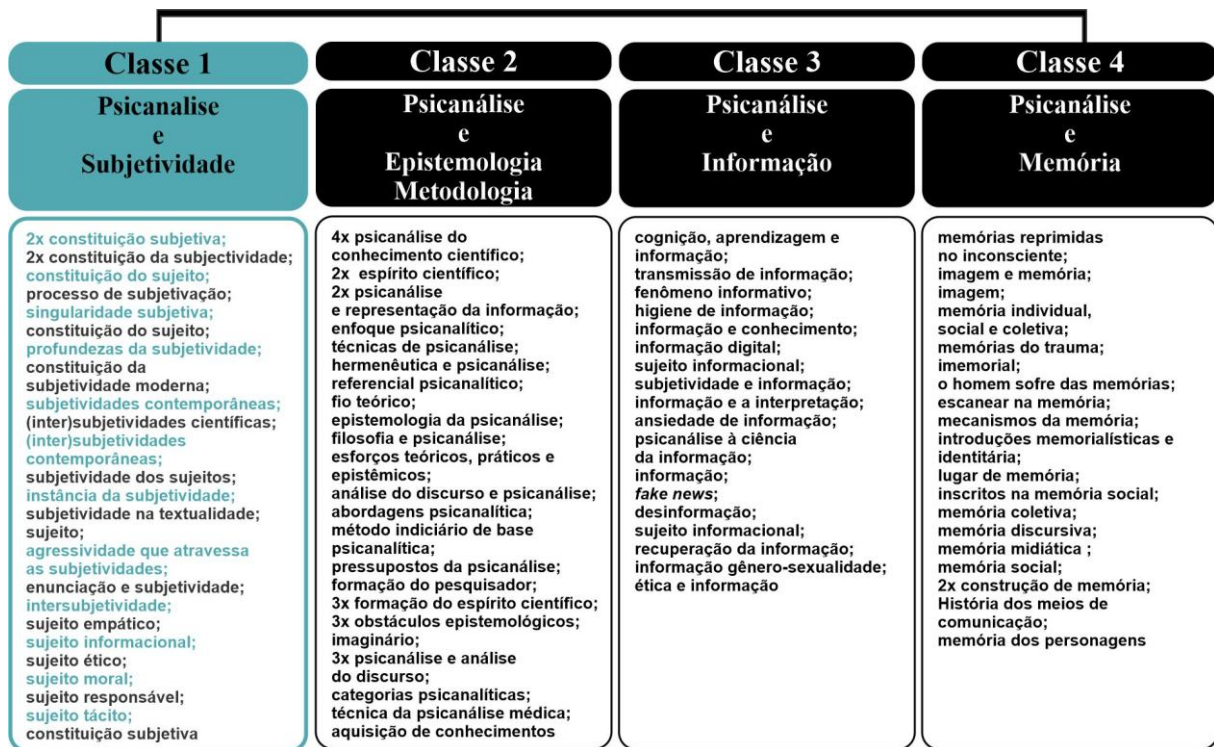 Classe 1
Psicanalise
e
Subjetividade
2x constituição subjetiva;
2x constituição da subjectividade;
constituição do sujeito;
processo de subjetivação;
singularidade subjetiva;
constituição do sujeito;
profundezas da subjetividade;
constituição da
subjetividade moderna;
subjetividades contemporâneas;
(inter)subjetividades científicas;
(inter)subjetividades
contemporâneas;
subjetividade dos sujeitos;
instância da subjetividade;
subjetividade na textualidade;
sujeito;
agressividade que atravessa
as subjetividades;
enunciação e subjetividade;
intersubjetividade;
sujeito empático;
sujeito informacional;
sujeito ético;
sujeito moral;
sujeito responsável;
sujeito tácito;
constituição subjetiva
Classe 2
Psicanálise
e
Epistemologia
Metodologia
4x psicanálise do
conhecimento científico;
2x espírito científico;
2x psicanálise
e representação da informação;
enfoque psicanalítico;
técnicas de psicanálise;
hermenêutica e psicanálise;
referencial psicanalítico;
fio teórico;
epistemologia da psicanálise;
filosofia e psicanálise;
esforços teóricos, práticos e
epistêmicos;
análise do discurso e psicanálise;
abordagens psicanalítica;
método indiciário de base
psicanalítica;
pressupostos da psicanálise;
formação do pesquisador;
3x formação do espírito científico;
3x obstáculos epistemológicos;
imaginário;
3x psicanálise e análise
do discurso;
categorias psicanalíticas;
técnica da psicanálise médica;
aquisição de conhecimentos
Classe 3
Psicanálise
e
Informação
cognição, aprendizagem e
informação;
transmissão de informação;
fenômeno informativo;
higiene de informação;
informação e conhecimento;
informação digital;
sujeito informacional;
subjetividade e informação;
informação e a interpretação;
ansiedade de informação;
psicanálise à ciência
da informação;
informação;
fake news;
desinformação;
sujeito informacional;
recuperação da informação;
informação gênero-sexualidade;
ética e informação
Classe 4
Psicanálise
e
Memória
memórias reprimidas
no inconsciente;
imagem e memória;
imagem;
memória individual,
social e coletiva;
memórias do trauma;
imemorial;
o homem sofre das memórias;
escanear na memória;
mecanismos da memória;
introduções memorialísticas e
identitária;
lugar de memória;
inscritos na memória social;
memória coletiva;
memória discursiva;
memória midiática ;
memória social;
2x construção de memória;
História dos meios de
comunicação;
memória dos personagens